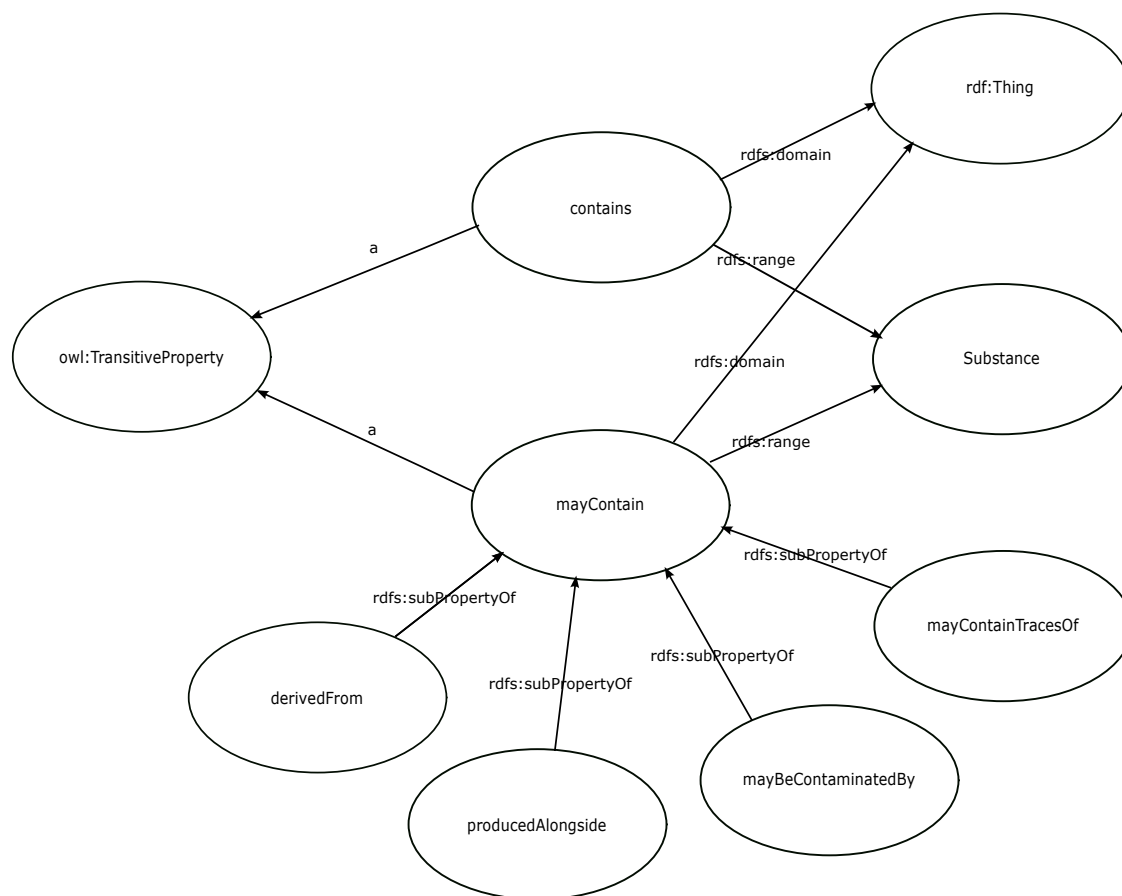 rdf:Thing
rdfs:domain
contains
a
rdfs:range
owl:TransitiveProperty
Substance
rdfs:domain
a
rdfs:range
mayContain
rdfs:subPropertyOf
rdfs:subPropertyOf
mayContainTracesOf
rdfs:subPropertyOf
rdfs:subPropertyOf
derivedFrom
mayBeContaminatedBy
producedAlongside